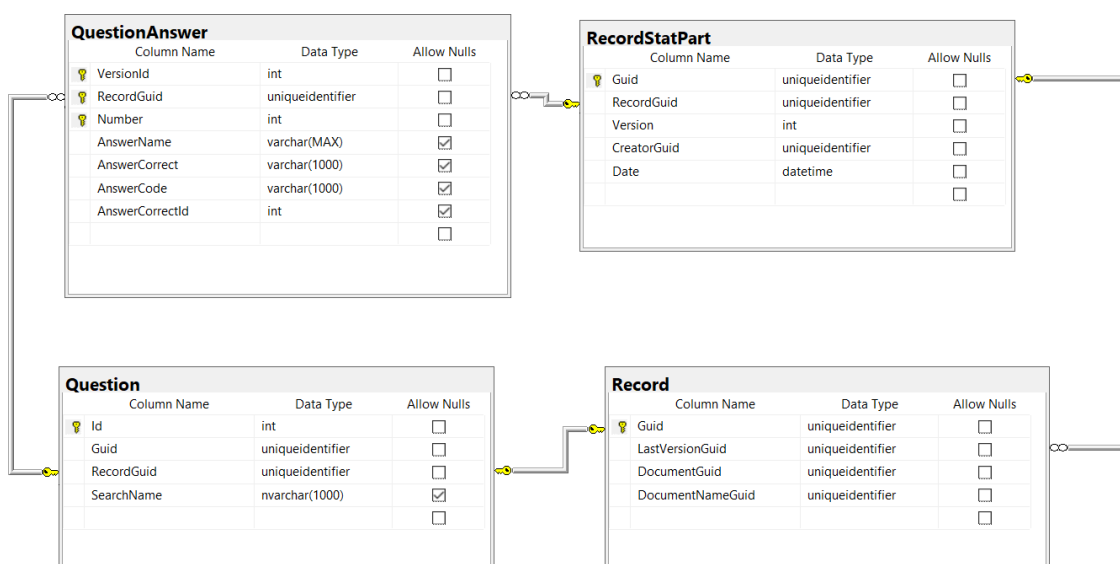 QuestionAnswer
Column Name Data Type Allow Nulls
VersionId int
RecordGuid uniqueidentifier
Number int
AnswerName varchar(MAX)
AnswerCorrect varchar(1000)
AnswerCode varchar(1000)
AnswerCorrectId int
RecordStatPart
Column Name Data Type Allow Nulls
Guid uniqueidentifier
RecordGuid uniqueidentifier
Version int
CreatorGuid uniqueidentifier
Date datetime
Question
Column Name Data Type Allow Nulls
Id int
Guid uniqueidentifier
RecordGuid uniqueidentifier
SearchName nvarchar(1000)
Record
Column Name Data Type Allow Nulls
Guid uniqueidentifier
LastVersionGuid uniqueidentifier
DocumentGuid uniqueidentifier
DocumentNameGuid uniqueidentifier